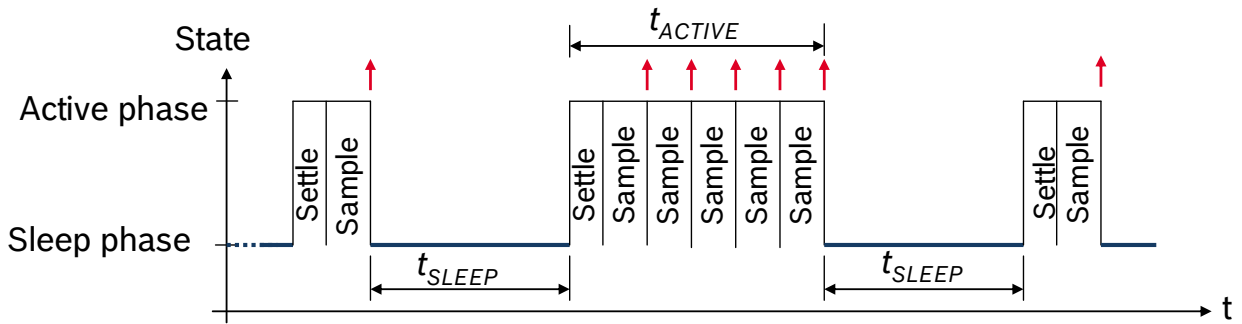 t_ACTIVE
State
Active phase
Settle
Sample
Settle
Sample
Sample
Sample
Sample
Sample
Settle
Sample
Sleep phase
t_SLEEP
t_SLEEP
t